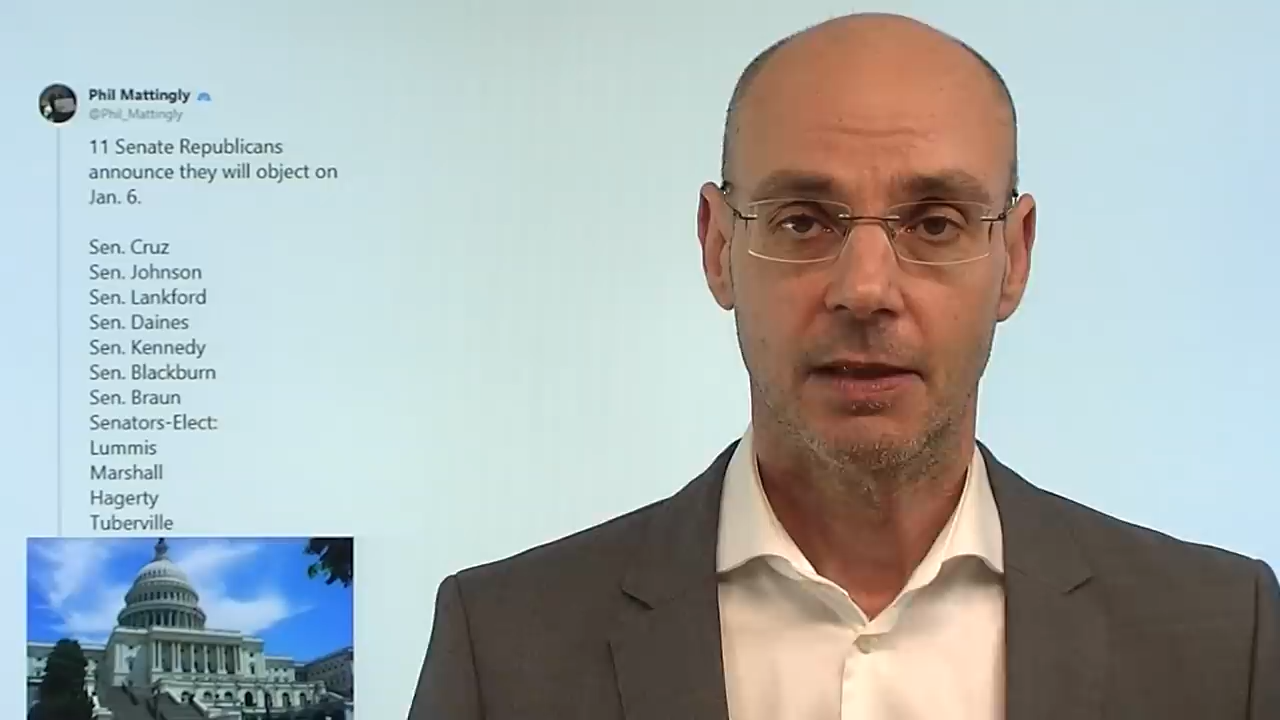 Phil Mattingly
@Phil_Mattingly
11 Senate Republicans
announce they will object on
Jan. 6.
Sen. Cruz
Sen. Johnson
Sen. Lankford
Sen. Daines
Sen. Kennedy
Sen. Blackburn
Sen. Braun
Senators-Elect:
Lummis
Marshall
Hagerty
Tuberville